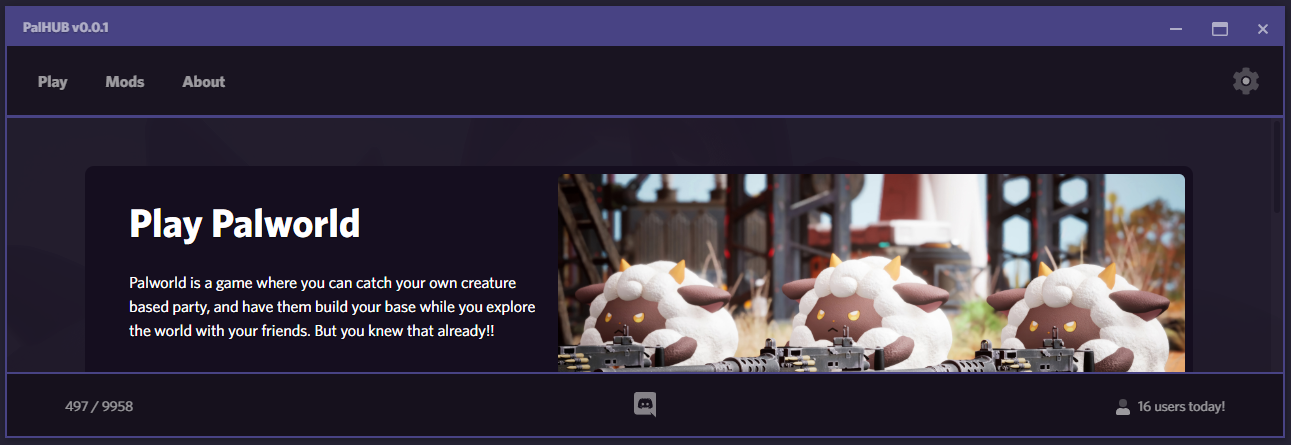 PalHUB v0.0.1
Play Mods About
Play Palworld
Palworld is a game where you can catch your own creature
based party, and have them build your base while you explore
the world with your friends. But you knew that already!!
497 / 9958
16 users today!